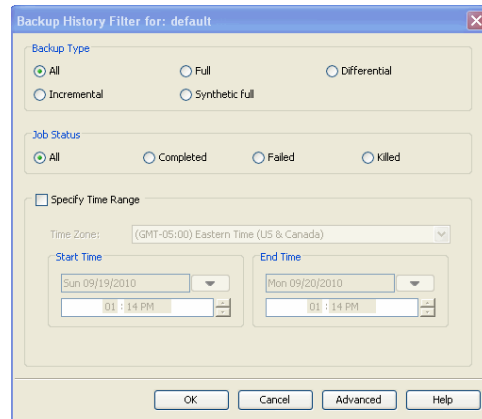 Backup History Filter for: default
Backup Type
All Full Differential
Incremental Synthetic full
Job Status
All Completed Failed Killed
Specify Time Range
Time Zone: (GMT-05:00) Eastern Time (US & Canada)
Start Time End Time
Sun 09/19/2010 Mon 09/20/2010
01 : 14 PM 01 : 14 PM
OK Cancel Advanced Help